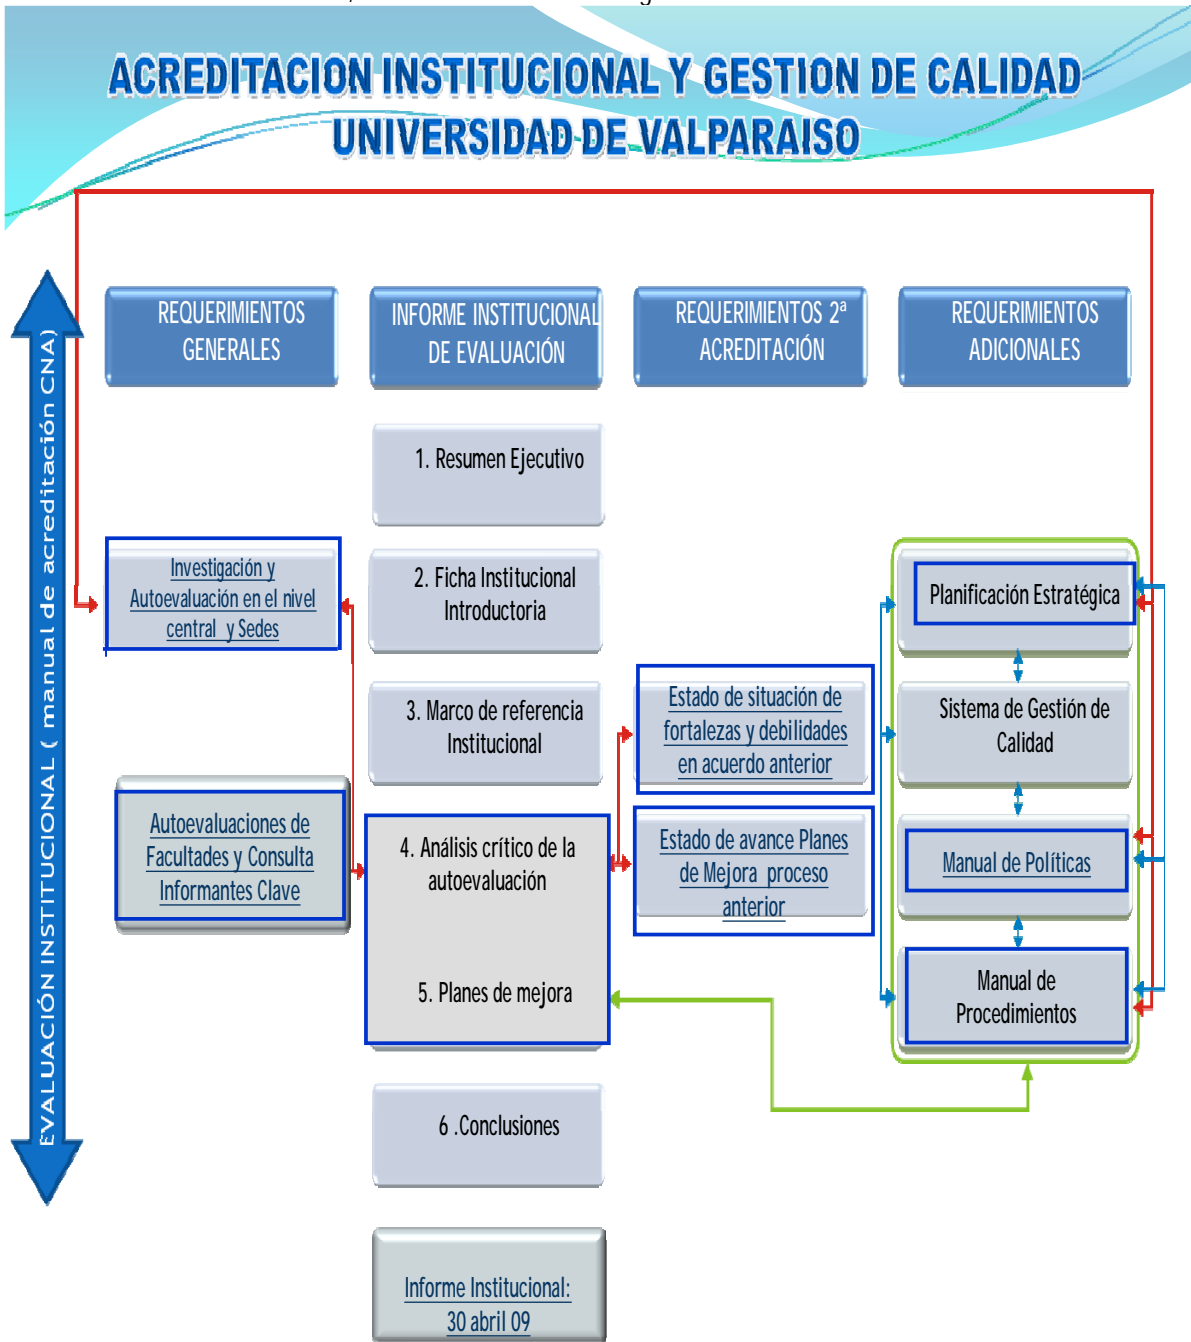 ACREDITACION INSTITUCIONAL Y GESTION DE CALIDAD
UNIVERSIDAD DE VALPARAISO
EVALUACIÓN INSTITUCIONAL ( manual de acreditación CNA)
REQUERIMIENTOS
GENERALES
Investigación y
Autoevaluación en el nivel
central y Sedes
Autoevaluaciones de
Facultades y Consulta
Informantes Clave
INFORME INSTITUCIONAL
DE EVALUACIÓN
1. Resumen Ejecutivo
2. Ficha Institucional
Introductoria
3. Marco de referencia
Institucional
4. Análisis crítico de la
autoevaluación
5. Planes de mejora
6 .Conclusiones
Informe Institucional:
30 abril 09
REQUERIMIENTOS 2ª
ACREDITACIÓN
Estado de situación de
fortalezas y debilidades
en acuerdo anterior
Estado de avance Planes
de Mejora proceso
anterior
REQUERIMIENTOS
ADICIONALES
Planificación Estratégica
Sistema de Gestión de
Calidad
Manual de Políticas
Manual de
Procedimientos